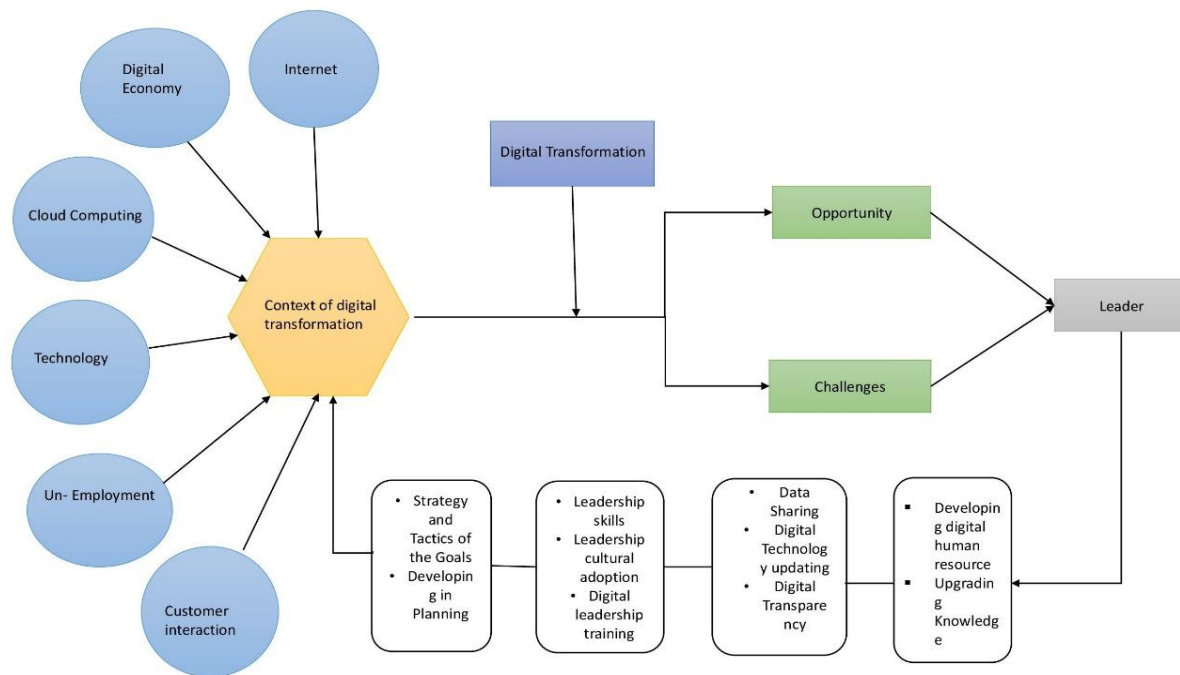 Digital
Economy
Internet
Cloud Computing
Technology
Un- Employment
Customer
interaction
Context of digital
transformation
Digital Transformation
Opportunity
Challenges
Leader
• Strategy
and
Tactics of
the Goals
• Developin
g in
Planning
• Leadership
skills
• Leadership
cultural
adoption
• Digital
leadership
training
• Data
Sharing
• Digital
Technolog
y updating
• Digital
Transpare
ncy
▪ Developin
g digital
human
resource
▪ Upgradin
g
Knowledg
e